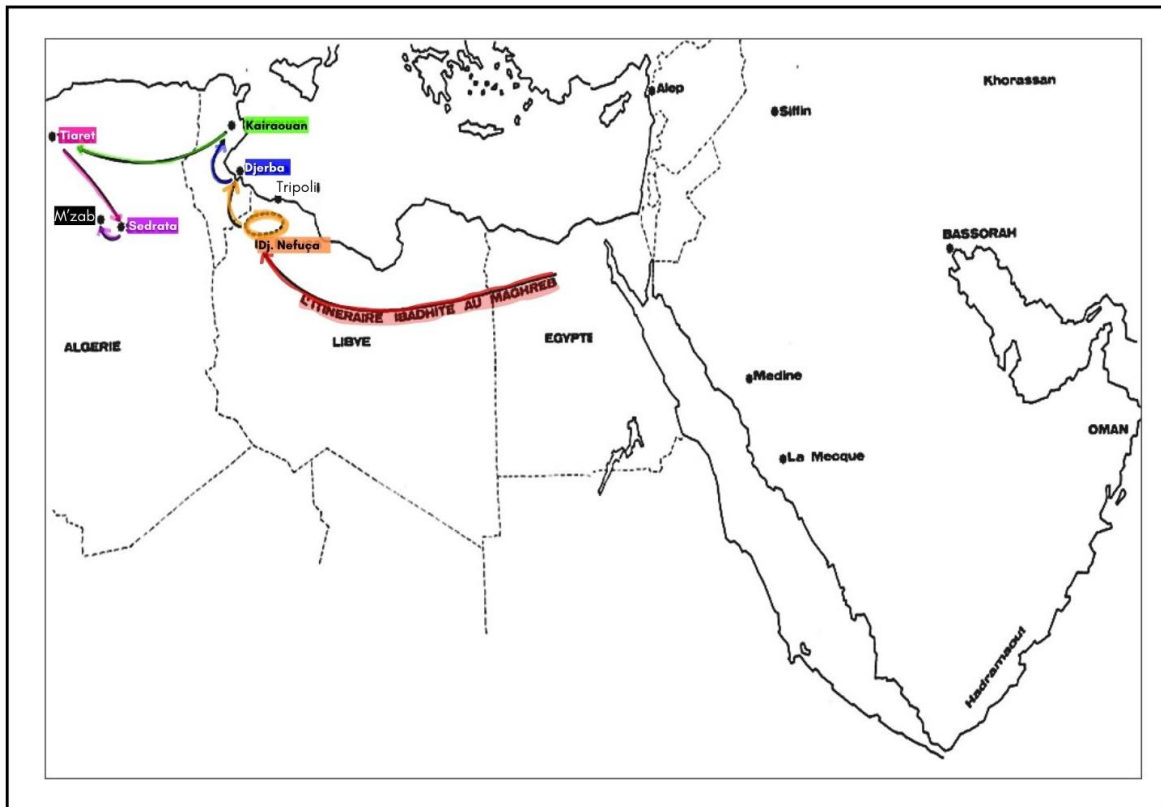 Khorassan
Alep
Siffin
Kairaouan
Tiaret
Djerba
Tripoli
M'zab
Sedrata
BASSORAH
Dj. Nefuça
L'ITINERAIRE IBADHITE AU MAGHREB
EGYPTE
LIBYE
ALGERIE
Medine
OMAN
La Mecque
Hadramaout